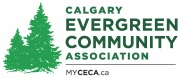 CALGARY
EVERGREEN
COMMUNITY
ASSOCIATION
MYCECA.ca